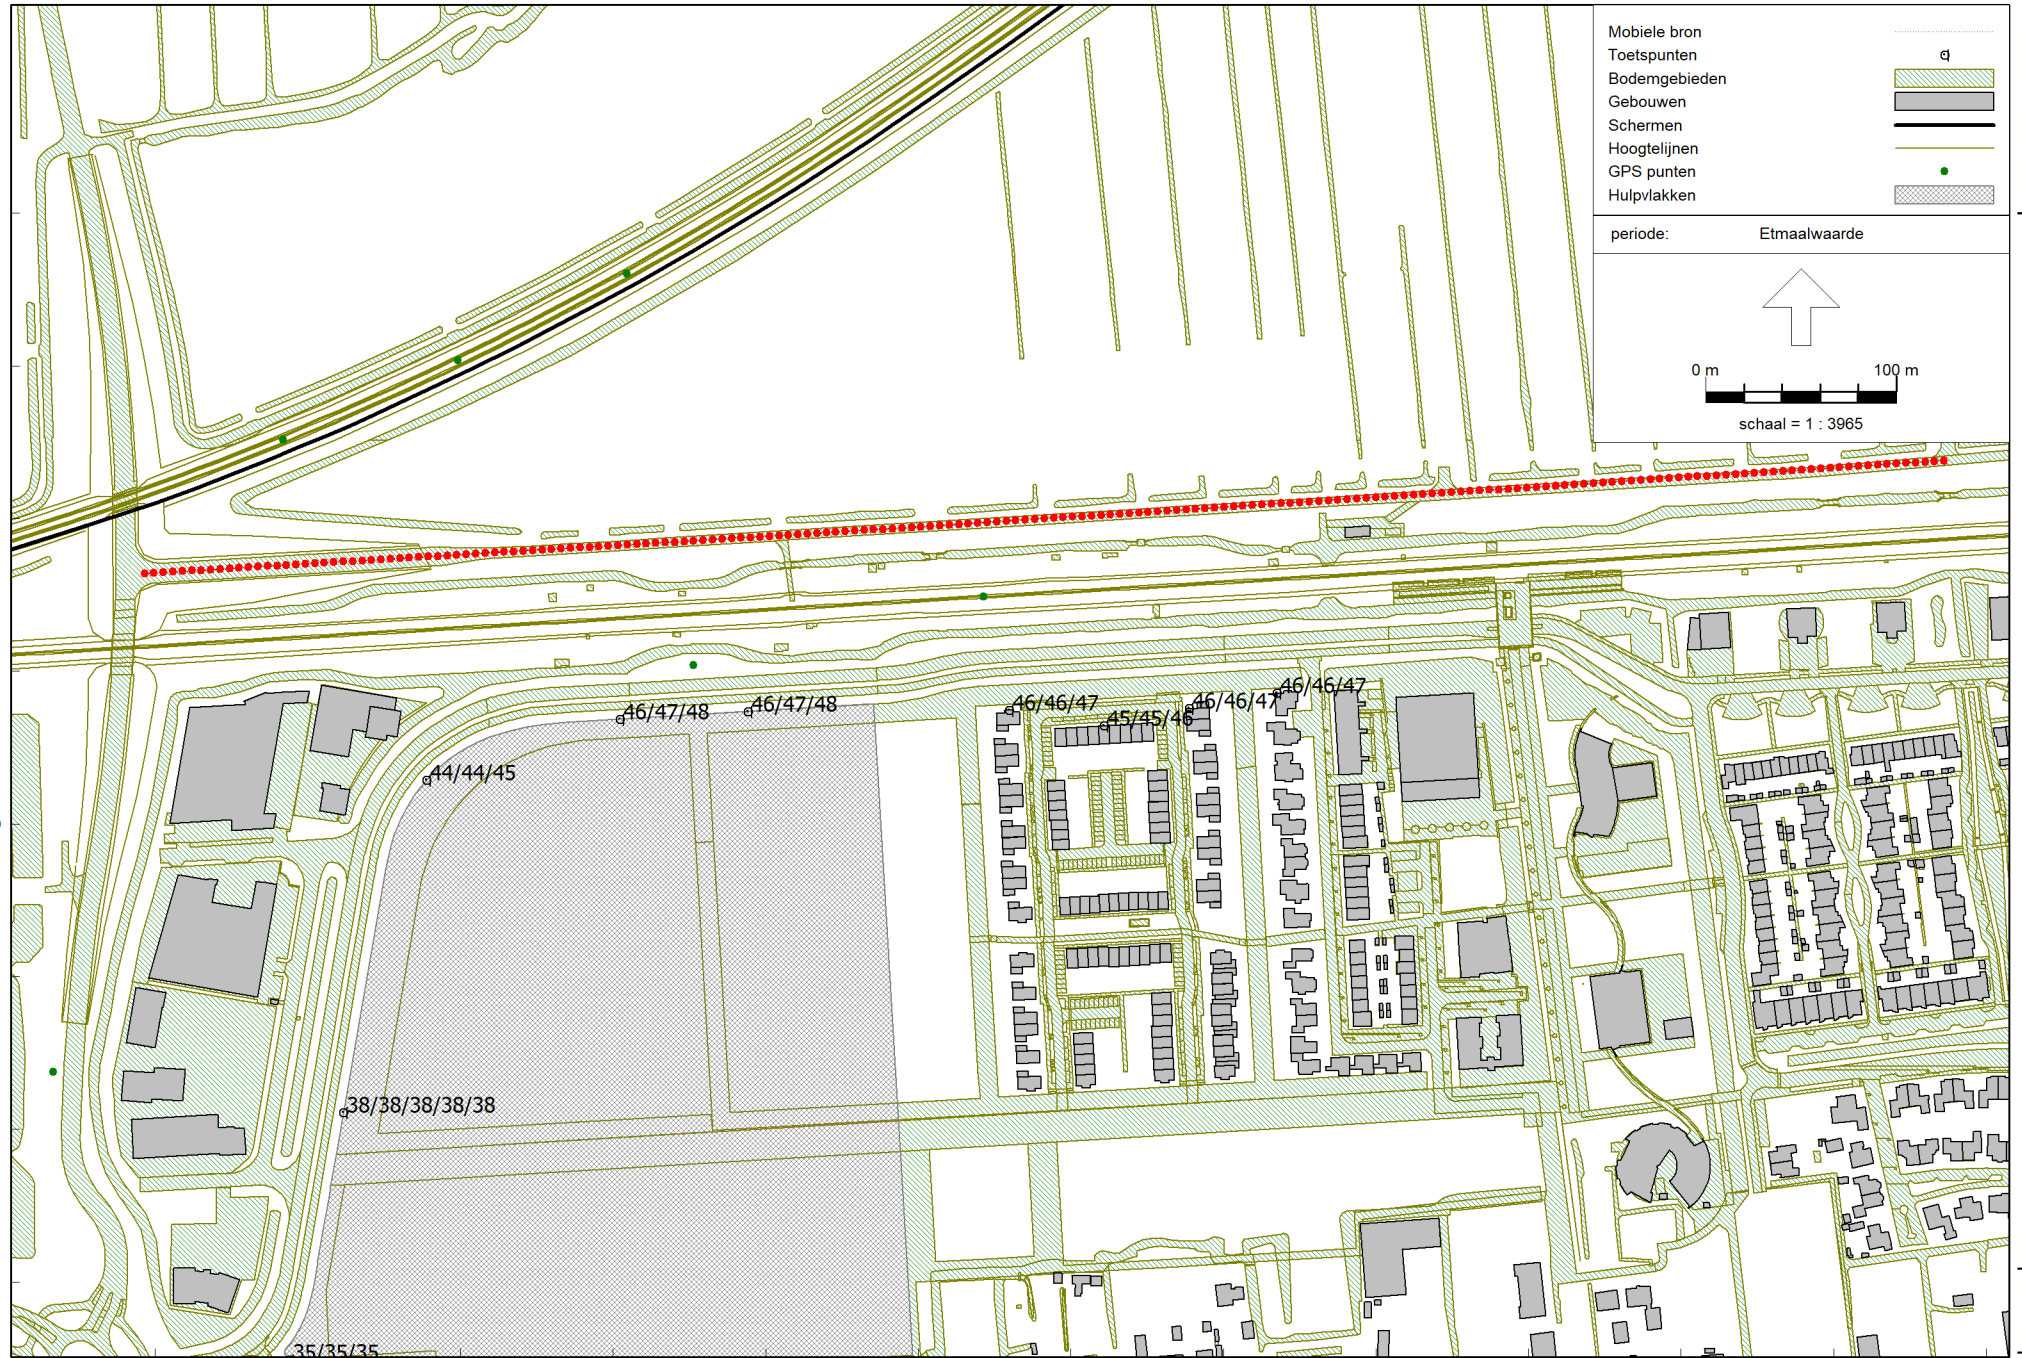 Mobiele bron
Toetspunten
Bodemgebieden
Gebouwen
Schermen
Hoogtelijnen
GPS punten
Hulpvlakken
periode: Etmaalwaarde
0 m 100 m
schaal = 1 : 3965
46/46/47
46/47/48
46/46/47
46/46/47
46/47/48
45/45/46
44/44/45
38/38/38/38/38
35/35/35